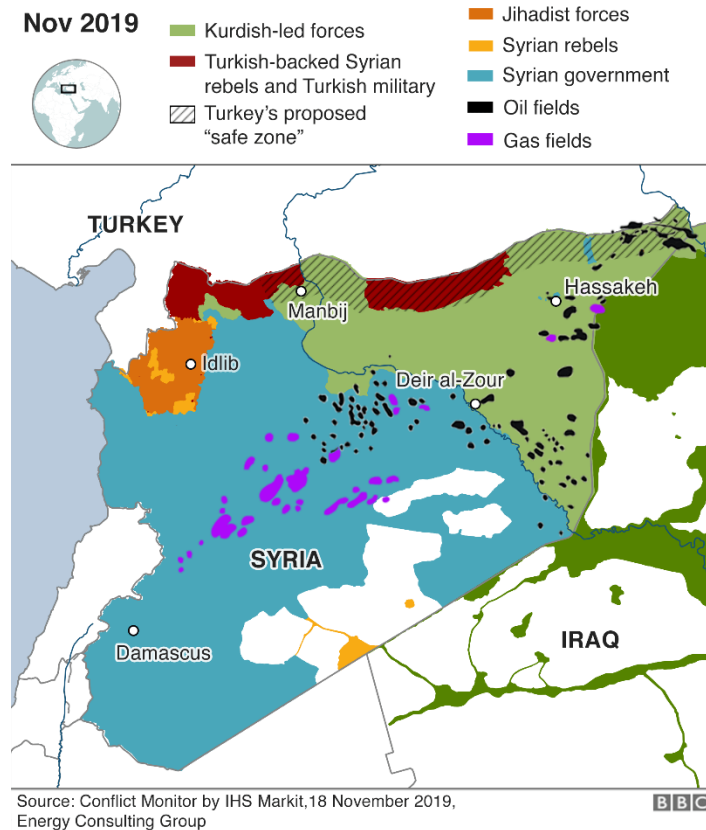 Nov 2019
Kurdish-led forces
Turkish-backed Syrian
rebels and Turkish military
Turkey's proposed
“safe zone”
Jihadist forces
Syrian rebels
Syrian government
Oil fields
Gas fields
TURKEY
Manbij
Hassakeh
Idlib
Deir al-Zour
SYRIA
Damascus
IRAQ
Source: Conflict Monitor by IHS Markit,18 November 2019,
Energy Consulting Group
BBC